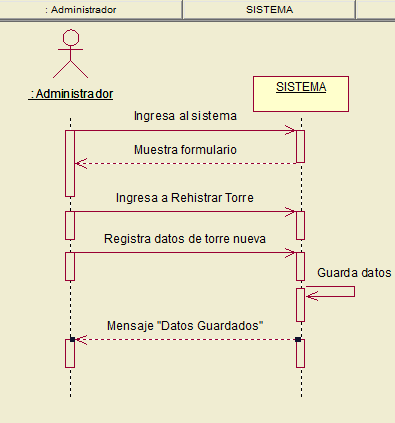 : Administrador
SISTEMA
: Administrador
SISTEMA
Ingresa al sistema
Muestra formulario
Ingresa a Rehistrar Torre
Registra datos de torre nueva
Guarda datos
Mensaje "Datos Guardados"